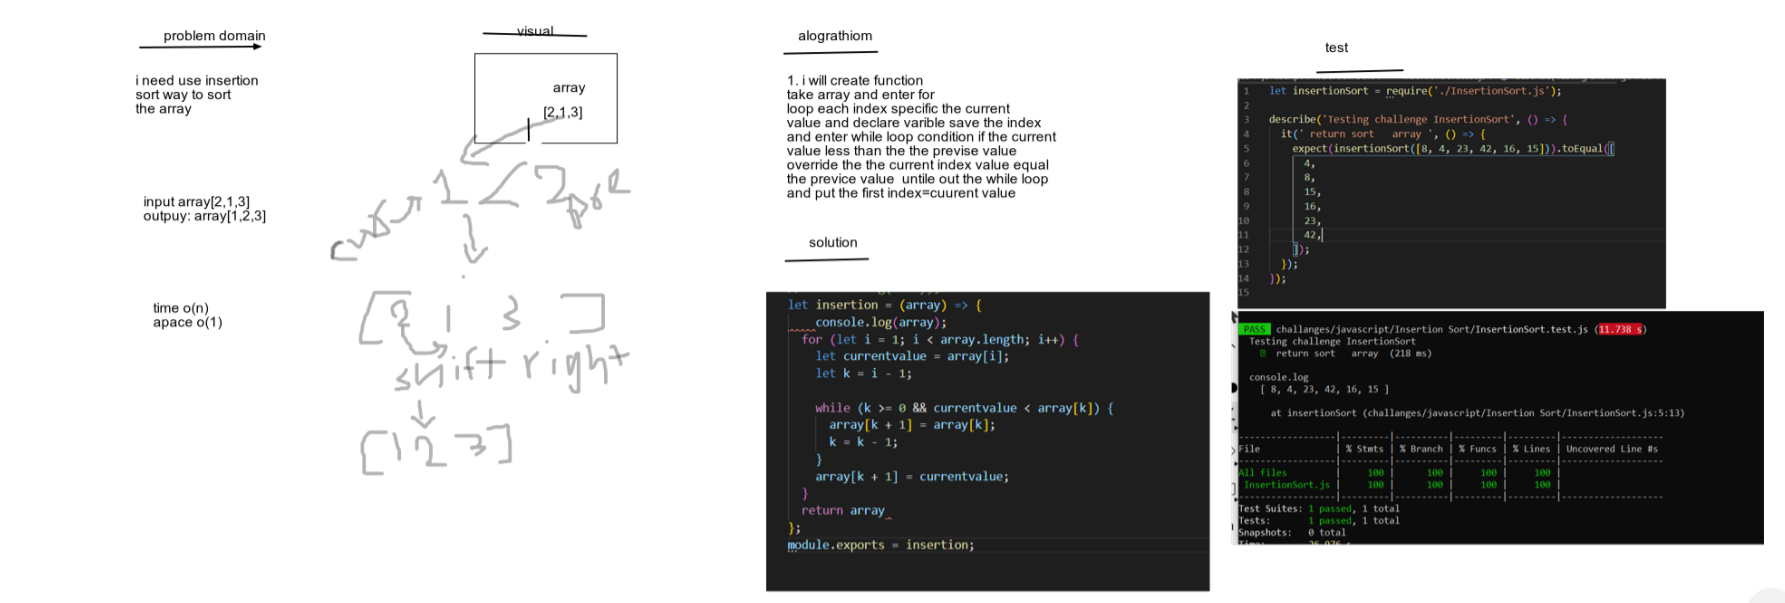 problem domain
i need use insertion
sort way to sort
the array
input array[2,1,3]
outpuy: array[1,2,3]
time o(n)
apace o(1)
visual
array
[2,1,3]
1 < 2
[2 1 3]
shift right
[1 2 3]
alograthiom
1. i will create function
take array and enter for
loop each index specific the current
value and declare varible save the index
and enter while loop condition if the current
value less than the the previse value
override the the current index value equal
the previce value untile out the while loop
and put the first index=cuurent value
solution
let insertion = (array) => {
console.log(array);
for (let i = 1; i < array.length; i++) {
let currentvalue = array[i];
let k = i - 1;
while (k >= 0 && currentvalue < array[k]) {
array[k + 1] = array[k];
k = k - 1;
}
array[k + 1] = currentvalue;
}
return array
};
module.exports = insertion;
test
1 let insertionSort = require('./InsertionSort.js');
2
3 describe('Testing challenge InsertionSort', () => {
4 it(' return sort array ', () => {
5 expect(insertionSort([8, 4, 23, 42, 16, 15])).toEqual([
6 4,
7 8,
8 15,
9 16,
10 23,
11 42,
12 ]);
13 });
14 });
15
PASS challanges/javascript/Insertion Sort/InsertionSort.test.js (11.738 s)
Testing challenge InsertionSort
return sort array (218 ms)
console.log
[ 8, 4, 23, 42, 16, 15 ]
at insertionSort (challanges/javascript/Insertion Sort/InsertionSort.js:5:13)
File | % Stmts | % Branch | % Funcs | % Lines | Uncovered Line #s
All files | 100 | 100 | 100 | 100 |
InsertionSort.js | 100 | 100 | 100 | 100 |
Test Suites: 1 passed, 1 total
Tests: 1 passed, 1 total
Snapshots: 0 total